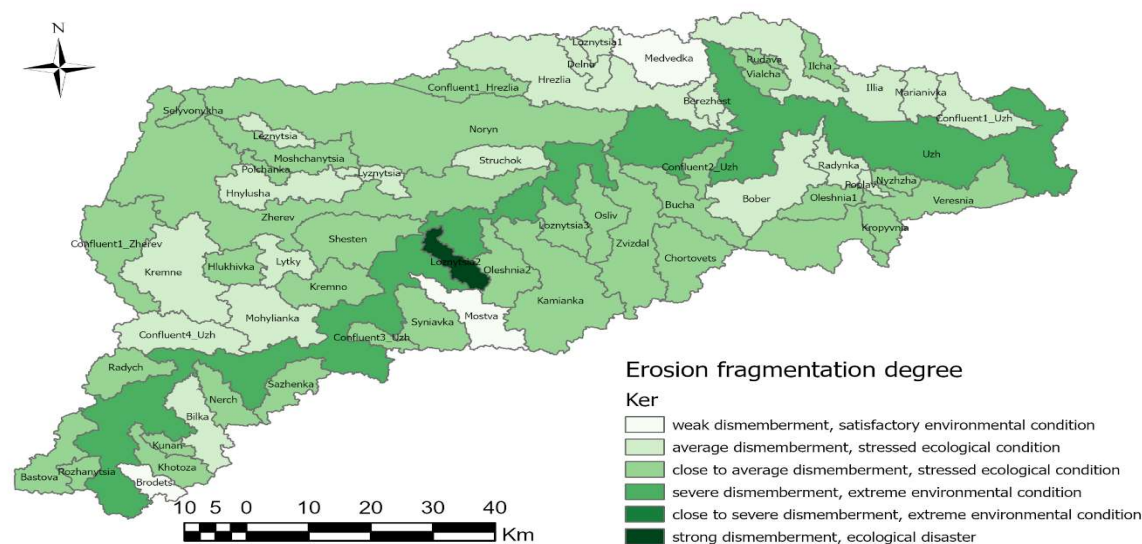 N
Loznytsia1
Medvedka
Delna
Hrezlia
Rudava
Ilcha
Vialcha
Confluent1_Hrezlia
Berezhest
Illia
Marianivka
Confluent1_Uzh
Selyvonykha
Noryn
Leznytsia
Moshchanytsia
Struchok
Uzh
Polchanka
Lyznytsia
Confluent2_Uzh
Radynka
Hnylusha
Poplav
Nyzhzha
Bucha
Bober
Oleshnia1
Veresnia
Zherev
Osliv
Loznytsia3
Kropyvnia
Confluent1_Zherev
Shesten
Zvizdal
Lytky
Loznytsia2
Chortovets
Kremne
Hlukhivka
Oleshnia2
Kremno
Kamianka
Mohylianka
Mostva
Syniavka
Confluent4_Uzh
Confluent3_Uzh
Radych
Sazhenka
Nerch
Bilka
Kunan
Khotoza
Bastova
Rozhanytsia
Brodets
Erosion fragmentation degree
Ker
weak dismemberment, satisfactory environmental condition
average dismemberment, stressed ecological condition
close to average dismemberment, stressed ecological condition
severe dismemberment, extreme environmental condition
close to severe dismemberment, extreme environmental condition
strong dismemberment, ecological disaster
10 5 0 10 20 30 40
Km